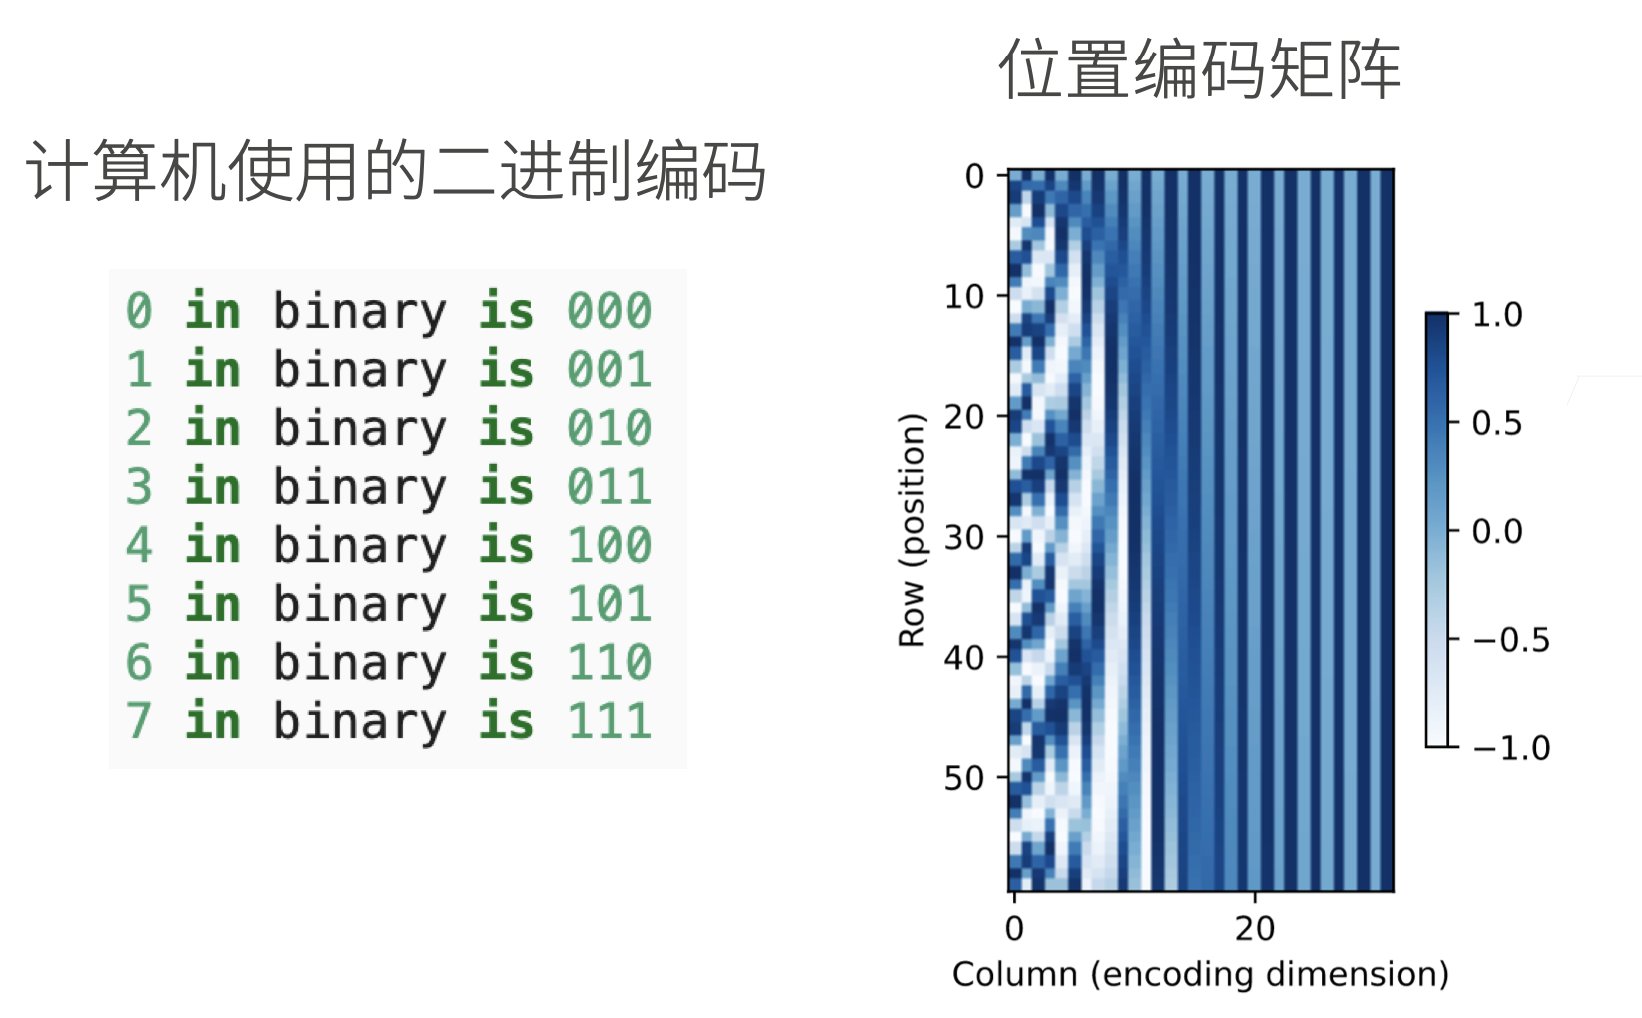 计算机使用的二进制编码
0 in binary is 000
1 in binary is 001
2 in binary is 010
3 in binary is 011
4 in binary is 100
5 in binary is 101
6 in binary is 110
7 in binary is 111
位置编码矩阵
0
10
20
30
40
50
Row (position)
0 20
Column (encoding dimension)
1.0
0.5
0.0
−0.5
−1.0